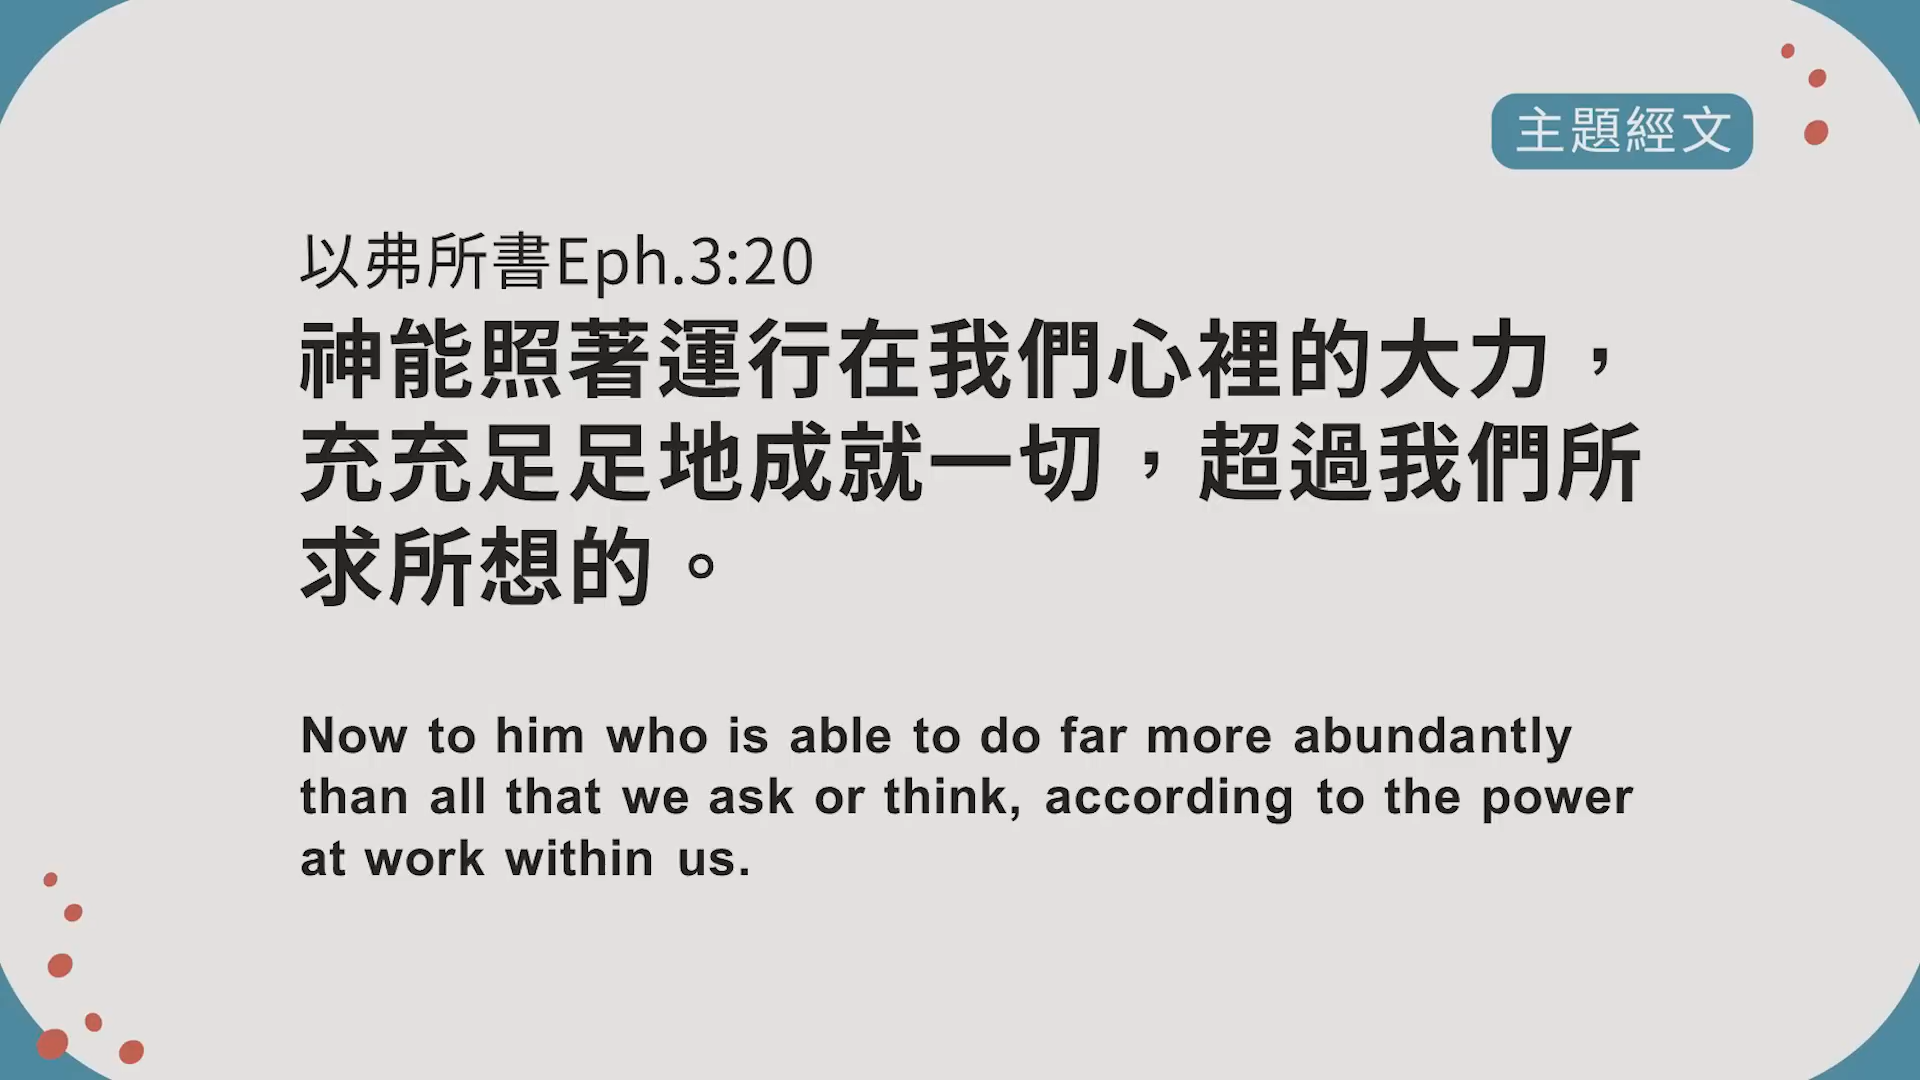 主題經文
以弗所書Eph.3:20
神能照著運行在我們心裡的大力，
充充足足地成就一切，超過我們所
求所想的。
Now to him who is able to do far more abundantly
than all that we ask or think, according to the power
at work within us.